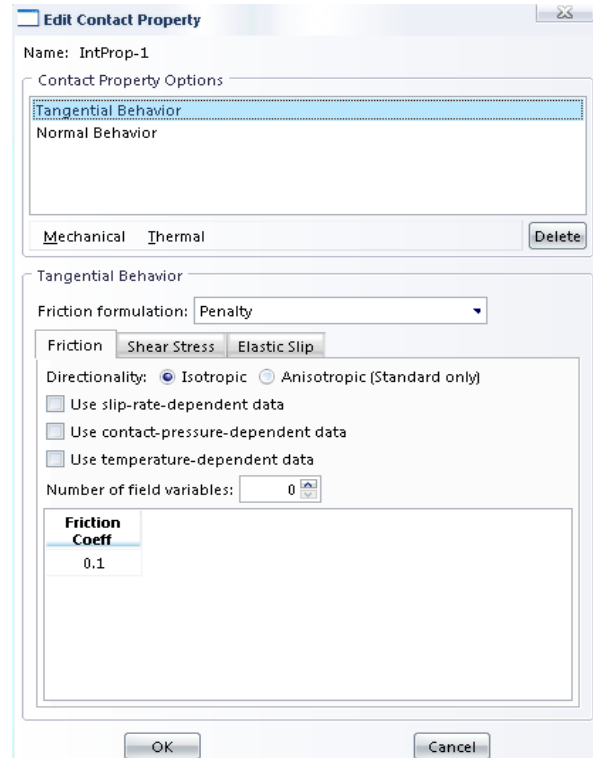 Edit Contact Property
Name: IntProp-1
Contact Property Options
Tangential Behavior
Normal Behavior
Mechanical Thermal Delete
Tangential Behavior
Friction formulation: Penalty
Friction Shear Stress Elastic Slip
Directionality: Isotropic Anisotropic (Standard only)
Use slip-rate-dependent data
Use contact-pressure-dependent data
Use temperature-dependent data
Number of field variables: 0
Friction
Coeff
0.1
OK Cancel